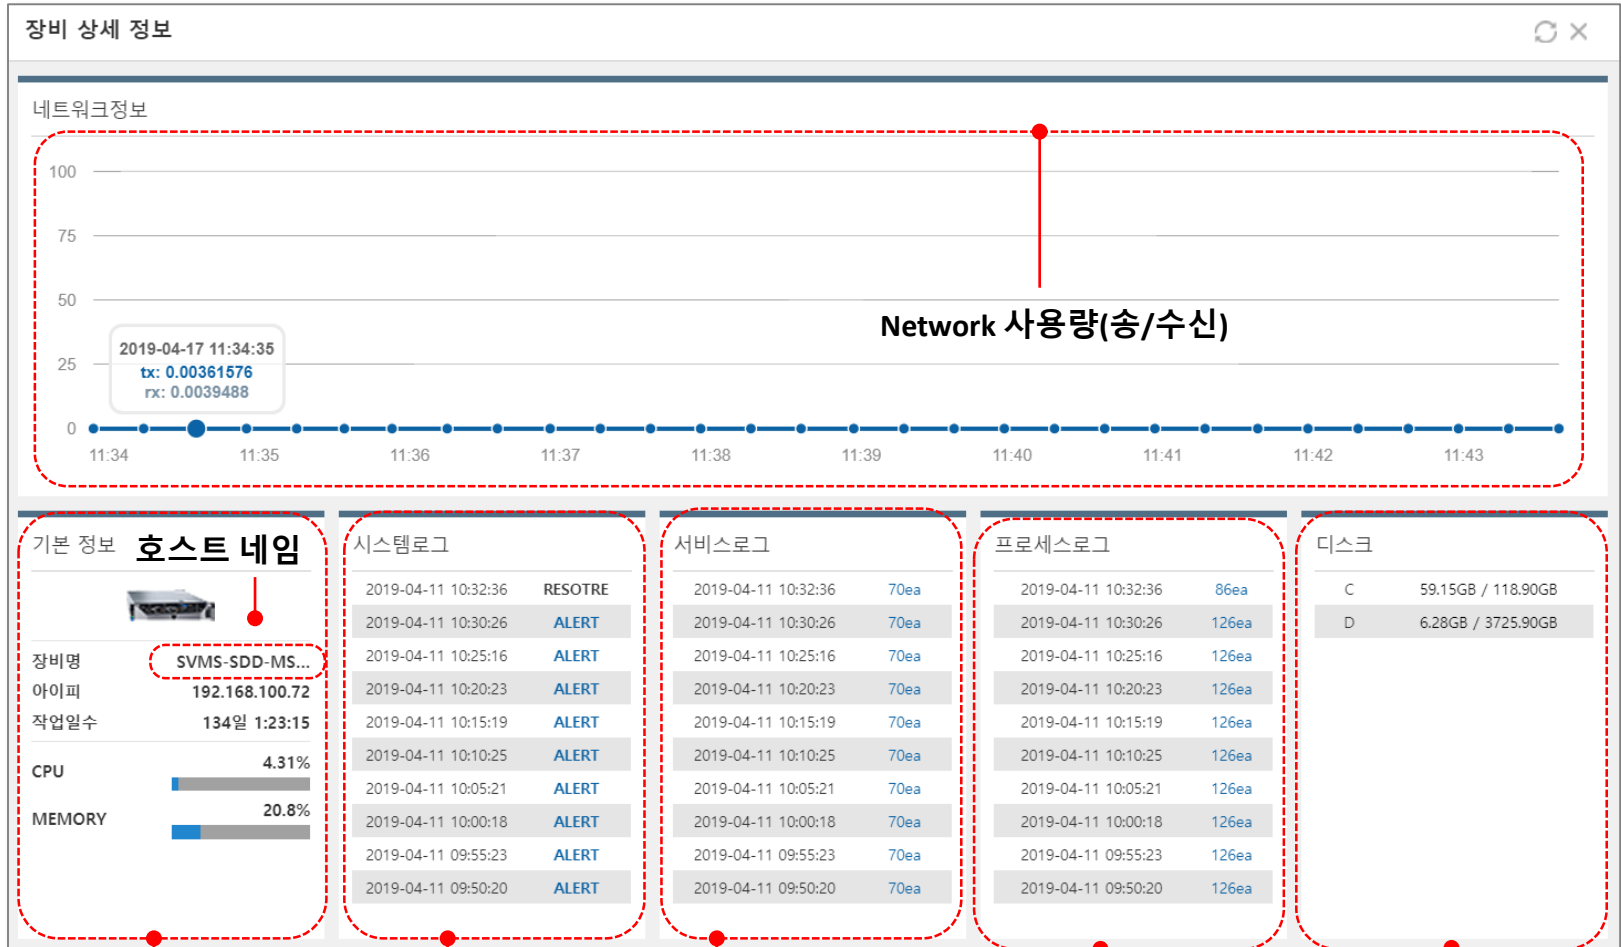 장비 상세 정보
네트워크정보
100
75
50
25
0
Network 사용량(송/수신)
2019-04-17 11:34:35
tx: 0.00361576
rx: 0.0039488
11:34 11:35 11:36 11:37 11:38 11:39 11:40 11:41 11:42 11:43
기본 정보
호스트 네임
장비명 SVMS-SDD-MS...
아이피 192.168.100.72
작업일수 134일 1:23:15
CPU 4.31%
MEMORY 20.8%
시스템로그
2019-04-11 10:32:36 RESOTRE
2019-04-11 10:30:26 ALERT
2019-04-11 10:25:16 ALERT
2019-04-11 10:20:23 ALERT
2019-04-11 10:15:19 ALERT
2019-04-11 10:10:25 ALERT
2019-04-11 10:05:21 ALERT
2019-04-11 10:00:18 ALERT
2019-04-11 09:55:23 ALERT
2019-04-11 09:50:20 ALERT
서비스로그
2019-04-11 10:32:36 70ea
2019-04-11 10:30:26 70ea
2019-04-11 10:25:16 70ea
2019-04-11 10:20:23 70ea
2019-04-11 10:15:19 70ea
2019-04-11 10:10:25 70ea
2019-04-11 10:05:21 70ea
2019-04-11 10:00:18 70ea
2019-04-11 09:55:23 70ea
2019-04-11 09:50:20 70ea
프로세스로그
2019-04-11 10:32:36 86ea
2019-04-11 10:30:26 126ea
2019-04-11 10:25:16 126ea
2019-04-11 10:20:23 126ea
2019-04-11 10:15:19 126ea
2019-04-11 10:10:25 126ea
2019-04-11 10:05:21 126ea
2019-04-11 10:00:18 126ea
2019-04-11 09:55:23 126ea
2019-04-11 09:50:20 126ea
디스크
C 59.15GB / 118.90GB
D 6.28GB / 3725.90GB